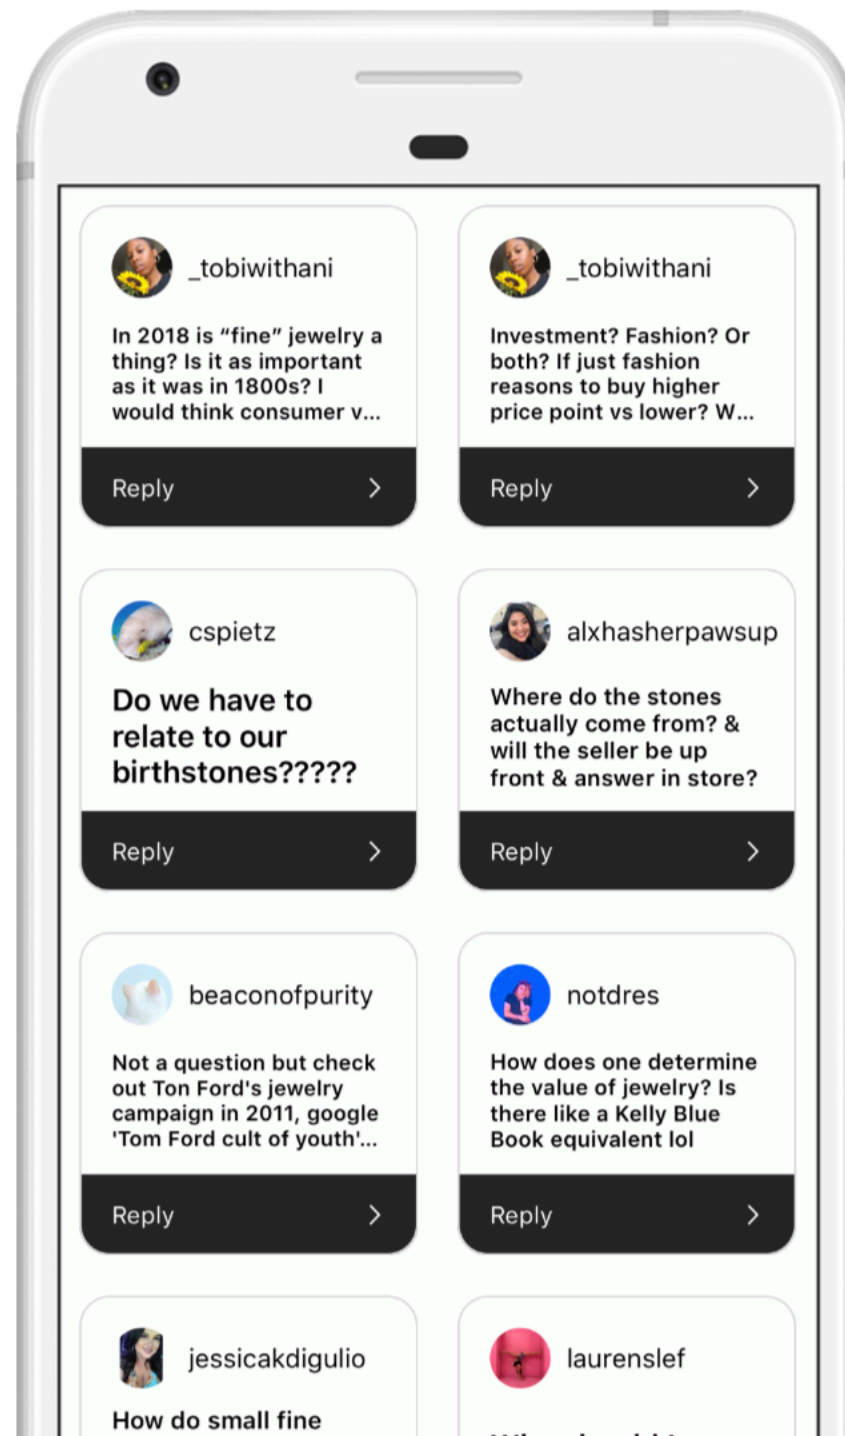 _tobiwithani
In 2018 is “fine” jewelry a
thing? Is it as important
as it was in 1800s? I
would think consumer v...
Reply
_tobiwithani
Investment? Fashion? Or
both? If just fashion
reasons to buy higher
price point vs lower? W...
Reply
cspietz
Do we have to
relate to our
birthstones?????
Reply
alxhasherpawsup
Where do the stones
actually come from? &
will the seller be up
front & answer in store?
Reply
beaconofpurity
Not a question but check
out Ton Ford's jewelry
campaign in 2011, google
'Tom Ford cult of youth'...
Reply
notdres
How does one determine
the value of jewelry? Is
there like a Kelly Blue
Book equivalent lol
Reply
jessicakdigulio
How do small fine
laurenslef